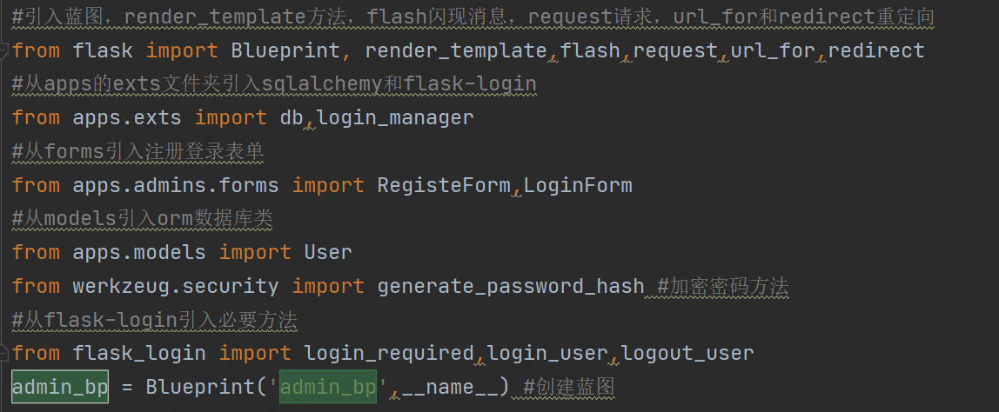 #引入蓝图，render_template方法，flash闪现消息，request请求，url_for和redirect重定向
from flask import Blueprint, render_template,flash,request,url_for,redirect
#从apps的exts文件夹引入sqlalchemy和flask-login
from apps.exts import db,login_manager
#从forms引入注册登录表单
from apps.admins.forms import RegisteForm,LoginForm
#从models引入orm数据库类
from apps.models import User
from werkzeug.security import generate_password_hash #加密密码方法
#从flask-login引入必要方法
from flask_login import login_required,login_user,logout_user
admin_bp = Blueprint('admin_bp',__name__) #创建蓝图